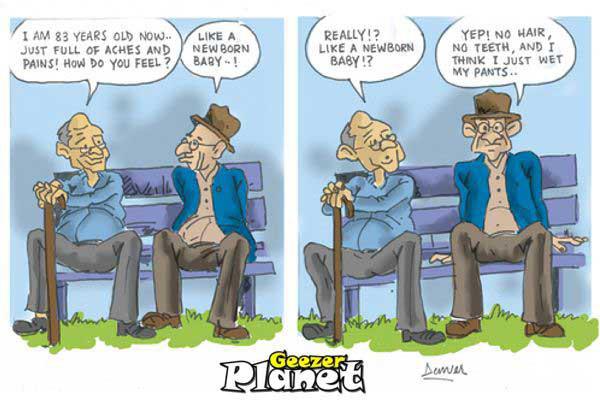 I AM 83 YEARS OLD NOW..
JUST FULL OF ACHES AND
PAINS! HOW DO YOU FEEL?
LIKE A
NEWBORN
BABY..!
REALLY!?
LIKE A NEWBORN
BABY!?
YEP! NO HAIR,
NO TEETH, AND I
THINK I JUST WET
MY PANTS..
Geezer
Planet